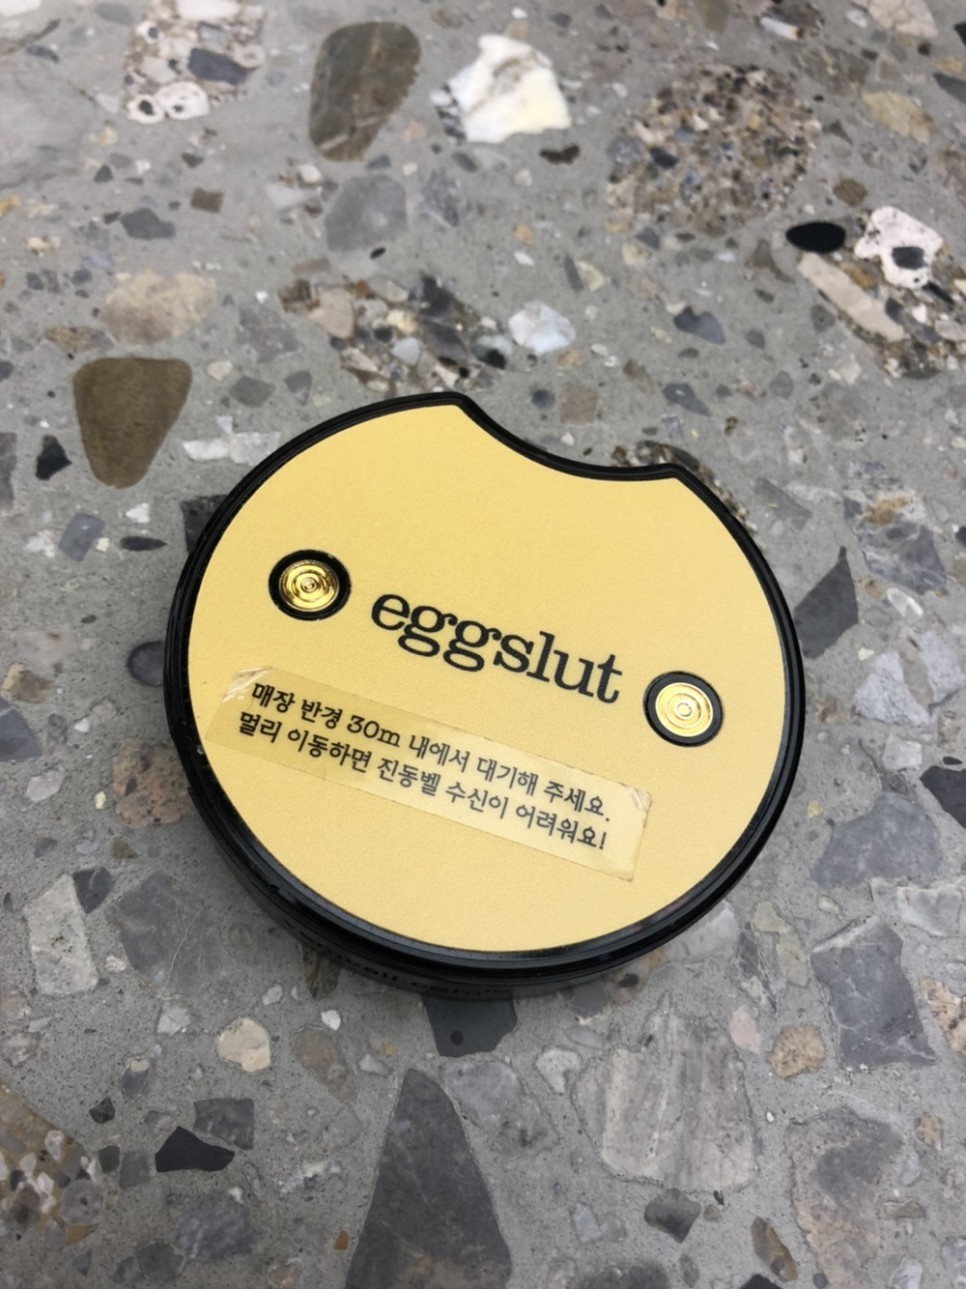 eggslut
매장 반경 30m 내에서 대기해 주세요.
멀리 이동하면 진동벨 수신이 어려워요!